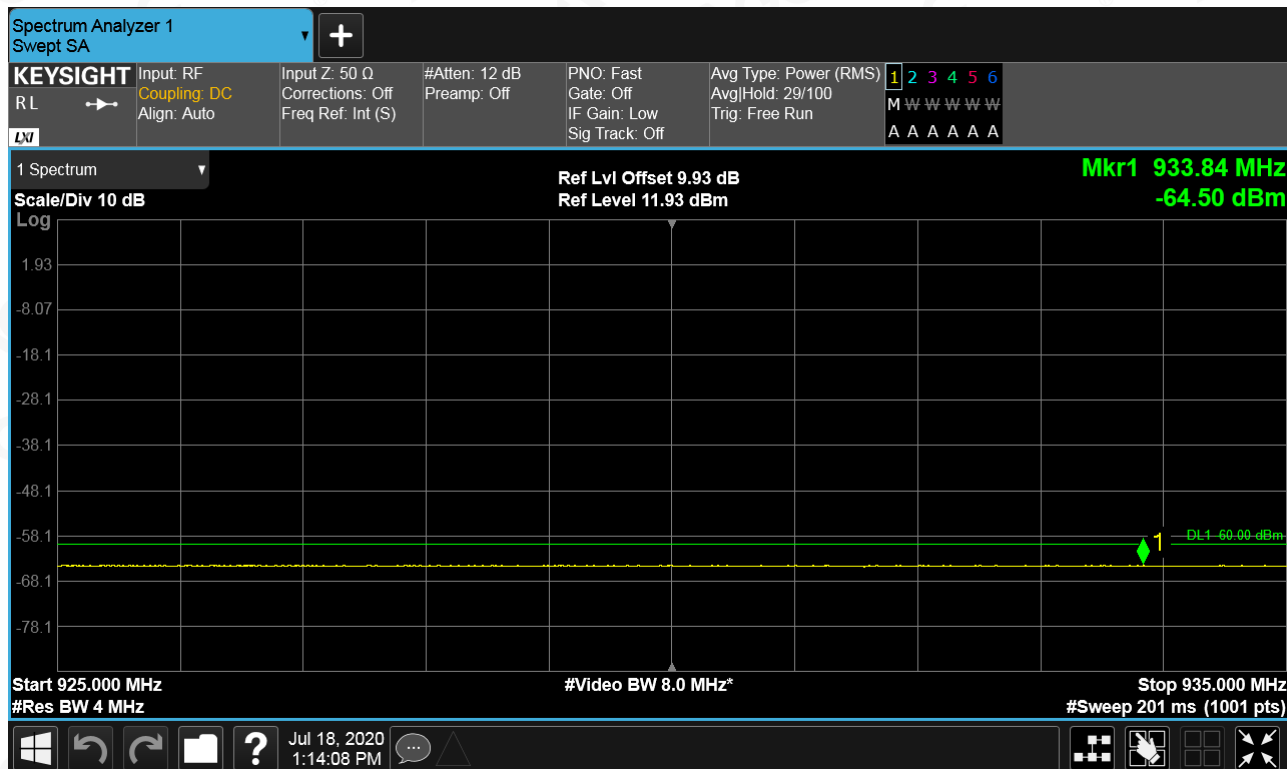 Spectrum Analyzer 1
Swept SA
+
KEYSIGHT
R L
LXI
Input: RF
Coupling: DC
Align: Auto
Input Z: 50 Ω
Corrections: Off
Freq Ref: Int (S)
#Atten: 12 dB
Preamp: Off
PNO: Fast
Gate: Off
IF Gain: Low
Sig Track: Off
Avg Type: Power (RMS)
Avg|Hold: 29/100
Trig: Free Run
1 2 3 4 5 6
M W W W W W
A A A A A A
1 Spectrum
Scale/Div 10 dB
Log
Ref Lvl Offset 9.93 dB
Ref Level 11.93 dBm
Mkr1 933.84 MHz
-64.50 dBm
1.93
-8.07
-18.1
-28.1
-38.1
-48.1
-58.1
-68.1
-78.1
1
DL1 -60.00 dBm
Start 925.000 MHz
#Res BW 4 MHz
#Video BW 8.0 MHz*
Stop 935.000 MHz
#Sweep 201 ms (1001 pts)
?
Jul 18, 2020
1:14:08 PM